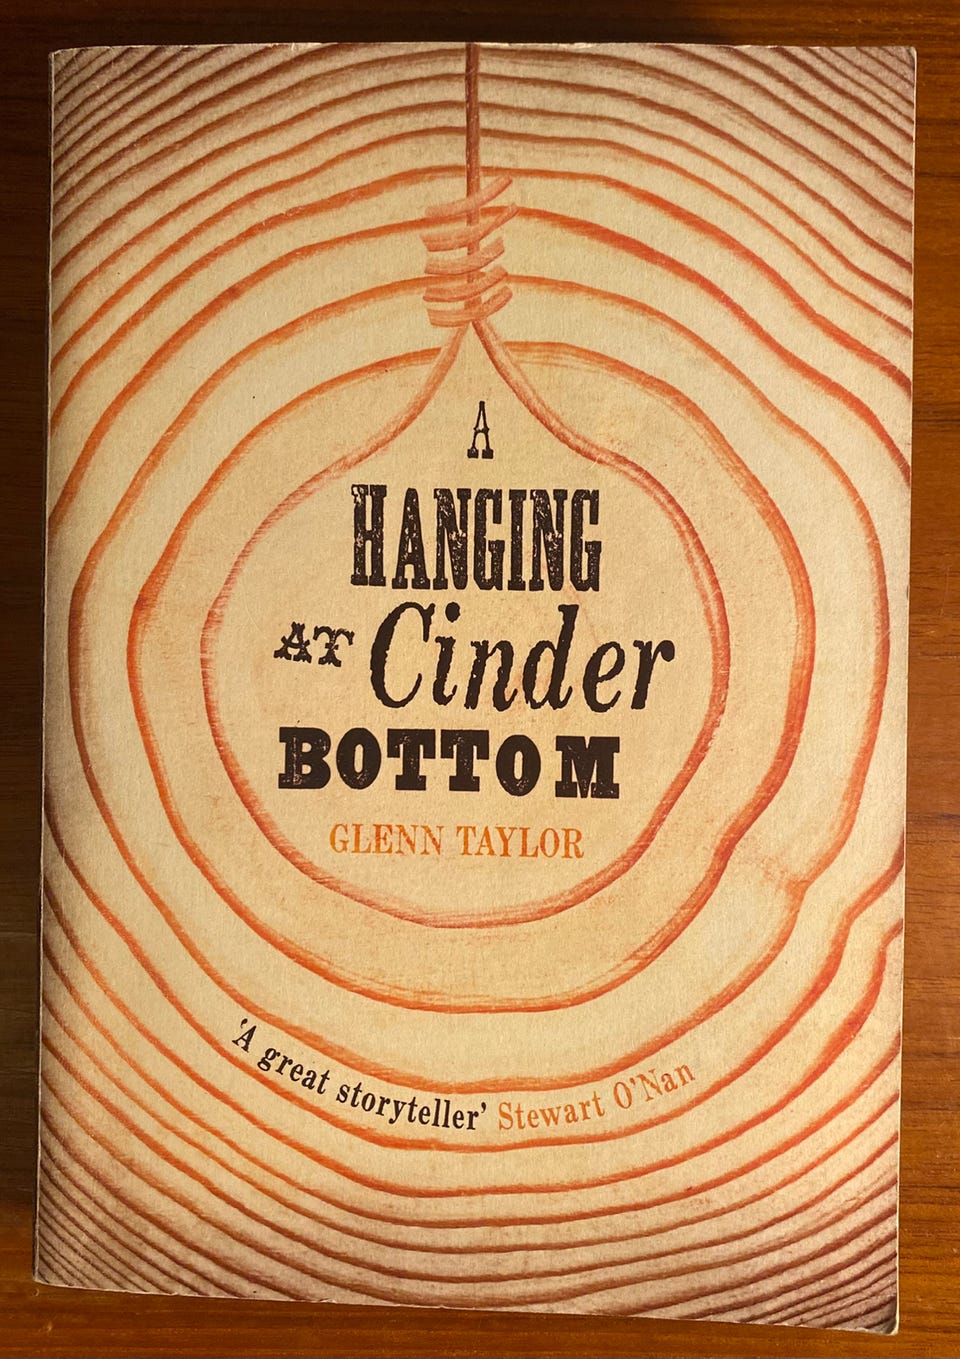 A
HANGING
AT Cinder
BOTTOM
GLENN TAYLOR
'A great storyteller' Stewart O'Nan